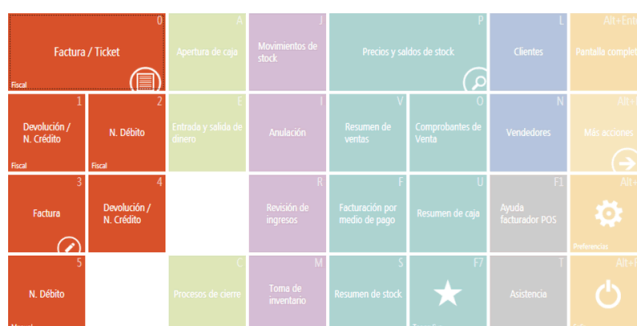 0
Factura / Ticket
Fiscal
A
Apertura de caja
I
Movimientos de
stock
P
Precios y saldos de stock
L
Clientes
Pantalla complet
1
Devolución /
N. Crédito
Fiscal
2
N. Débito
Fiscal
E
Entrada y salida de
dinero
I
Anulación
V
Resumen de
ventas
O
Comprobantes de
Venta
N
Vendedores
Más acciones
3
Factura
4
Devolución /
N. Crédito
R
Revisión de
ingresos
F
Facturación por
medio de pago
U
Resumen de caja
F1
Ayuda
facturador POS
Preferencias
5
N. Débito
C
Procesos de cierre
M
Toma de
inventario
S
Resumen de stock
F7
T
Asistencia